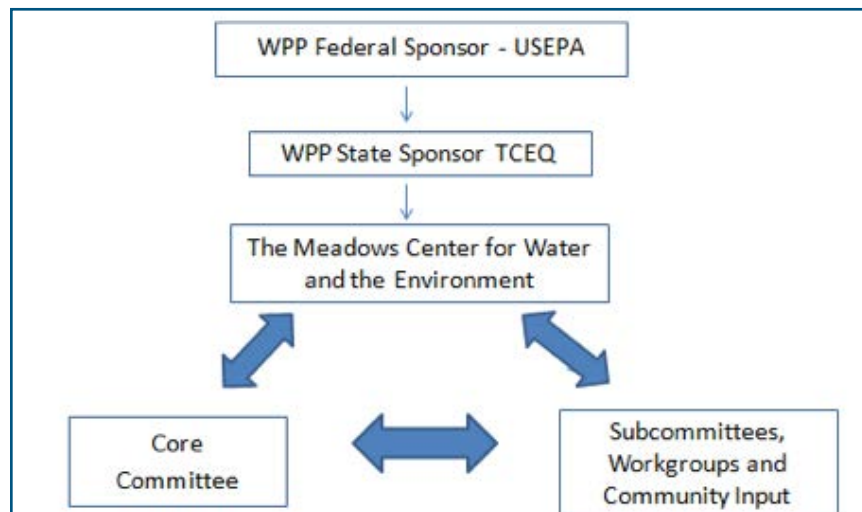 WPP Federal Sponsor - USEPA
WPP State Sponsor TCEQ
The Meadows Center for Water
and the Environment
Core
Committee
Subcommittees,
Workgroups and
Community Input